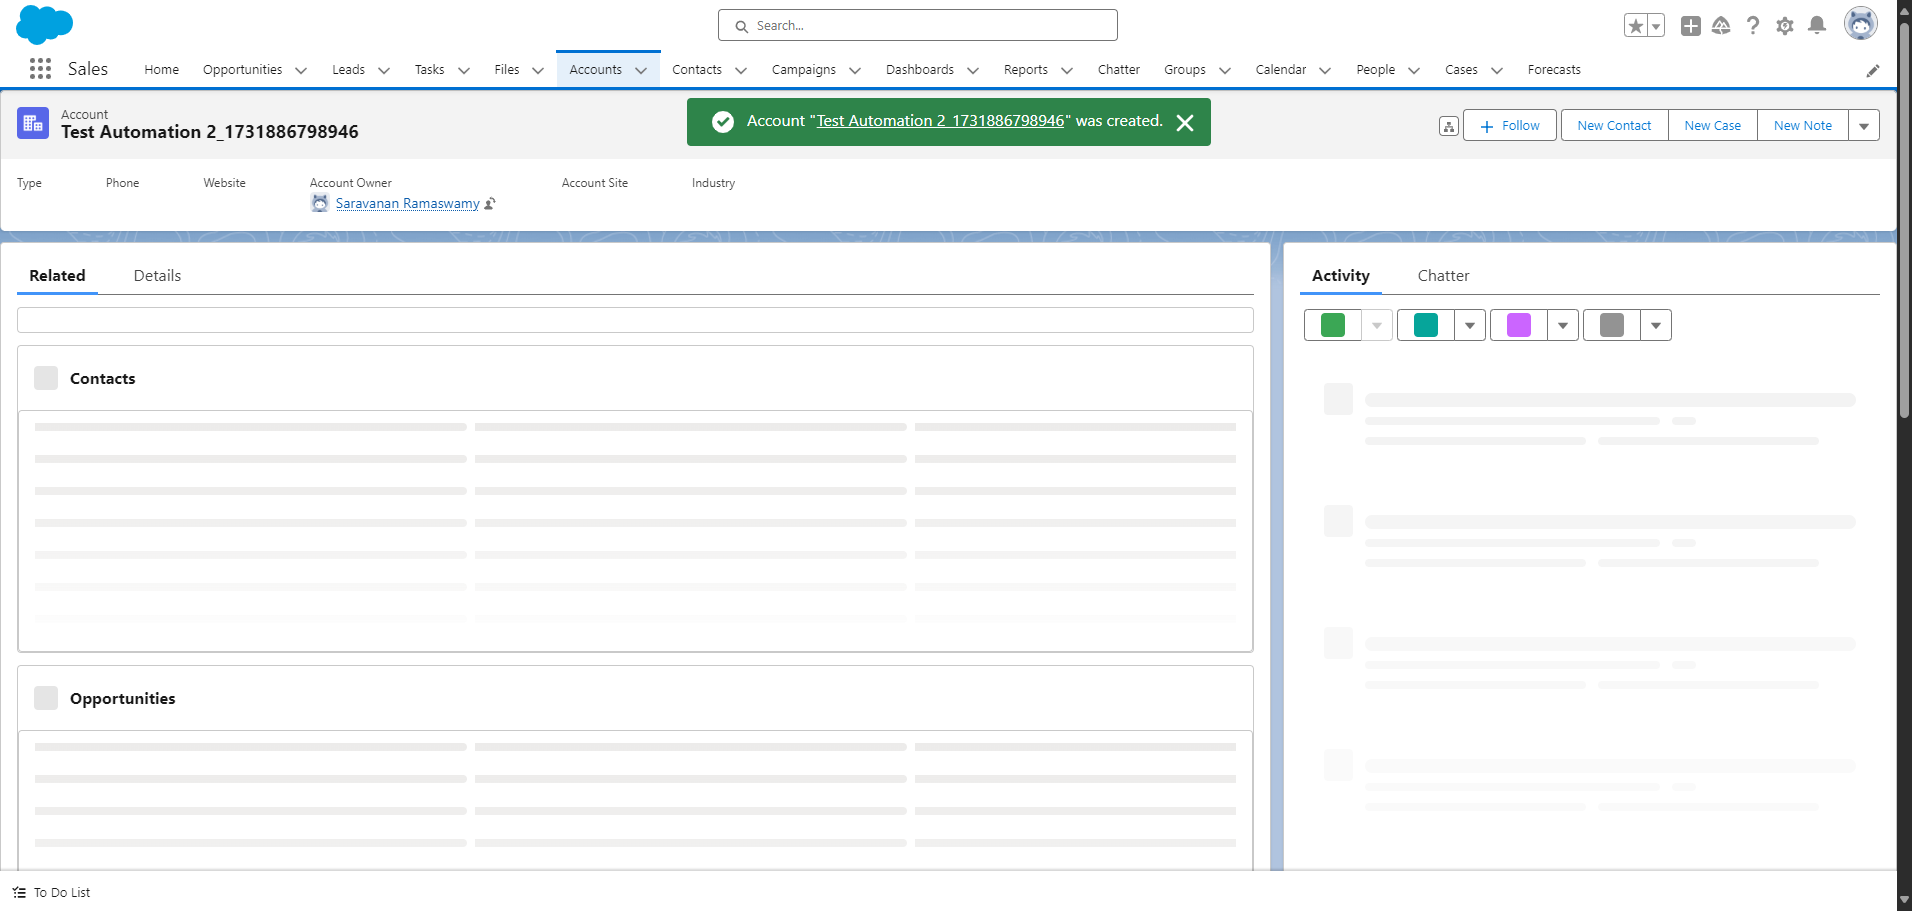 Search...
Sales
Home
Opportunities
Leads
Tasks
Files
Accounts
Contacts
Campaigns
Dashboards
Reports
Chatter
Groups
Calendar
People
Cases
Forecasts
Account
Test Automation 2_1731886798946
Account "Test Automation 2_1731886798946" was created.
Follow
New Contact
New Case
New Note
Type
Phone
Website
Account Owner
Account Site
Industry
Saravanan Ramaswamy
Related
Details
Activity
Chatter
Contacts
Opportunities
To Do List